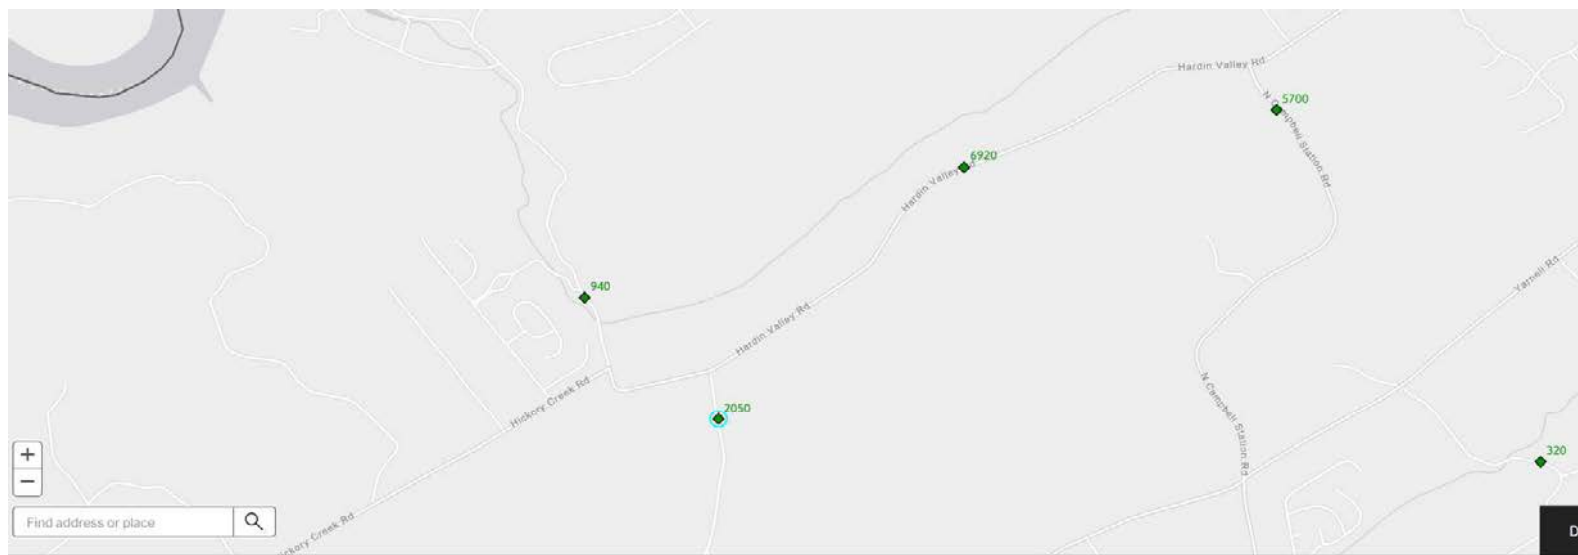 Hardin Valley Rd
5700
N Campbell Station Rd
6920
Hardin Valley Rd
Yarnell Rd
940
Hardin Valley Rd
Hickory Creek Rd
N Campbell Station Rd
2050
320
+
−
Find address or place
Hickory Creek Rd
D